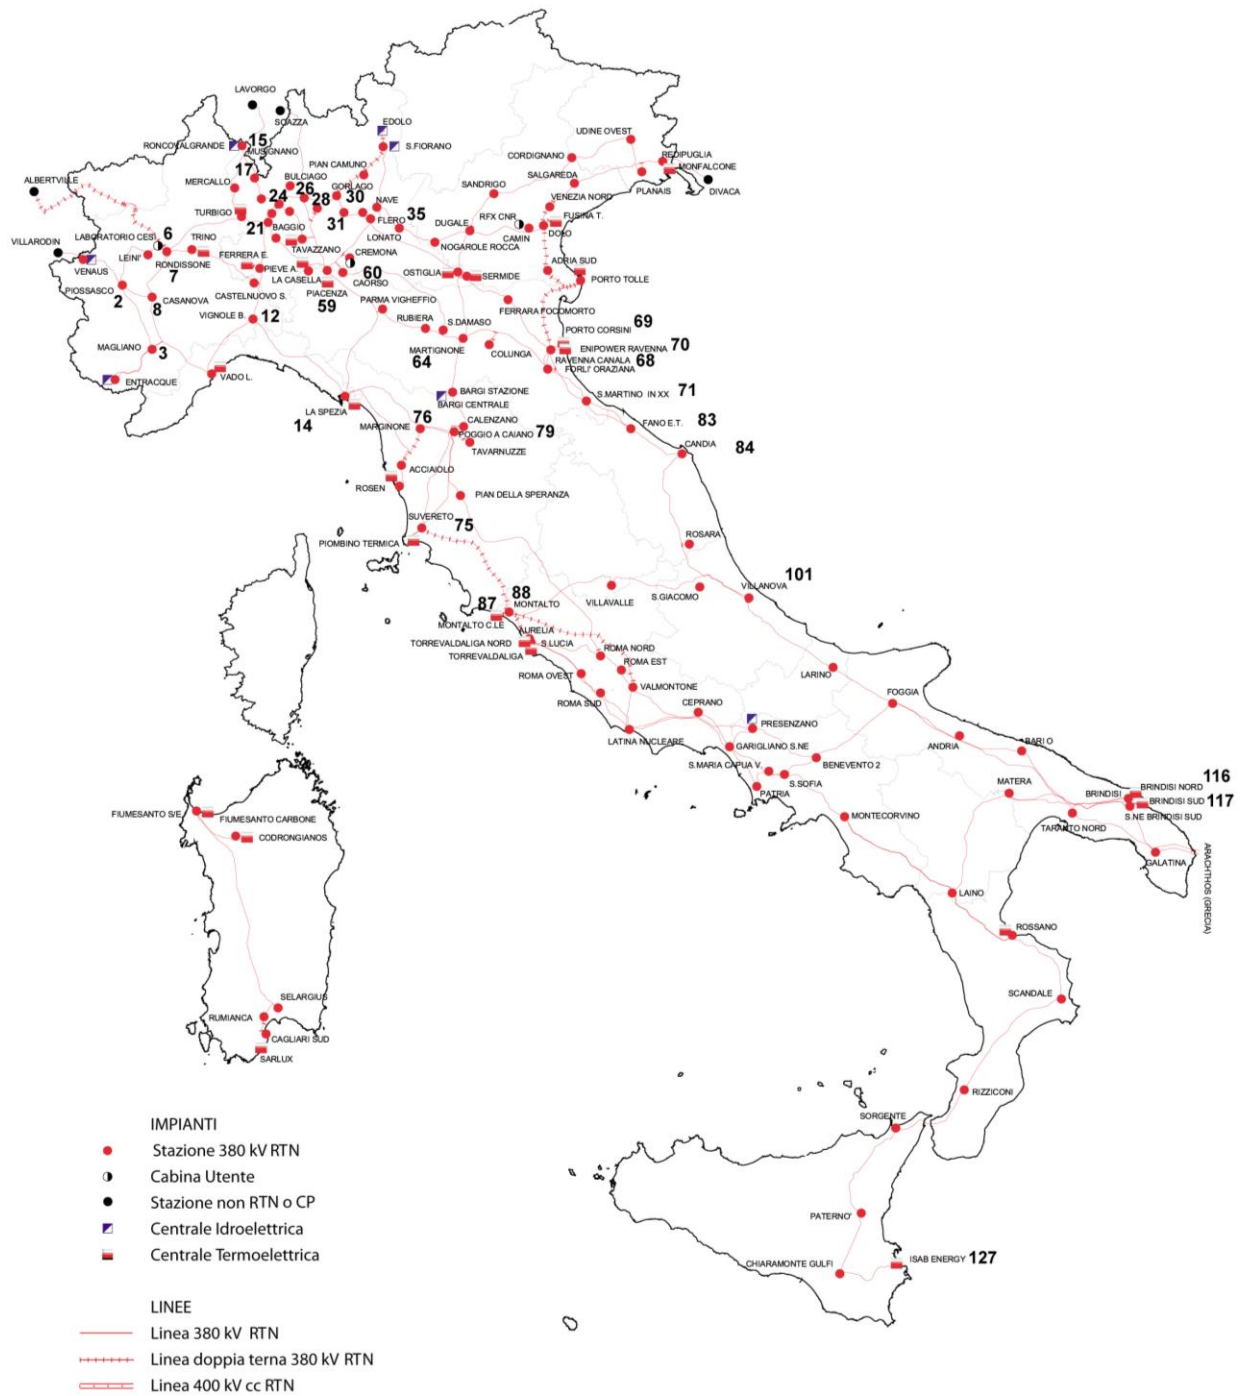 LAVORGO
SOAZZA
EDOLO
RONCOVALGRANDE
15
MUSIGNANO
S.FIORANO
UDINE OVEST
PIAN CAMUNO
CORDIGNANO
REDIPUGLIA
MONFALCONE
ALBERTVILLE
17
MERCALLO
BULCIAGO
26
GORLAGO
SALGAREDA
PLANAIS
DIVACA
24
28
30
NAVE
SANDRIGO
VENEZIA NORD
TURBIGO
21
BAGGIO
31
FLERO
35
DUGALE
RFX CNR
FUSINA T.
LABORATORIO CESI
6
TRINO
LONATO
CAMIN
DOLO
VILLARODIN
LEINI'
TAVAZZANO
CREMONA
NOGAROLE ROCCA
RONDISSONE
FERRERA E.
PIEVE A.
ADRIA SUD
VENAUS
7
LA CASELLA
60
OSTIGLIA
SERMIDE
PORTO TOLLE
PIOSSASCO
CAORSO
2
CASANOVA
CASTELNUOVO S.
PIACENZA
8
59
PARMA VIGHEFFIO
FERRARA FOCOMORTO
VIGNOLE B.
12
RUBIERA
S.DAMASO
PORTO CORSINI
69
MAGLIANO
3
MARTIGNONE
COLUNGA
ENIPOWER RAVENNA
70
64
RAVENNA CANALA
68
FORLI' ORAZIANA
ENTRACQUE
VADO L.
BARGI STAZIONE
S.MARTINO IN XX
71
BARGI CENTRALE
LA SPEZIA
14
76
MARGINONE
CALENZANO
POGGIO A CAIANO
79
FANO E.T.
83
TAVARNUZZE
CANDIA
84
ACCIAIOLO
ROSEN
PIAN DELLA SPERANZA
SUVERETO
75
PIOMBINO TERMICA
ROSARA
101
VILLANOVA
88
VILLAVALLE
S.GIACOMO
87
MONTALTO
MONTALTO C.LE
AURELIA
TORREVALDALIGA NORD
S.LUCIA
TORREVALDALIGA
ROMA NORD
ROMA EST
LARINO
ROMA OVEST
VALMONTONE
FOGGIA
ROMA SUD
CEPRANO
PRESENZANO
LATINA NUCLEARE
GARIGLIANO S.NE
ANDRIA
BARI O
S.MARIA CAPUA V.
BENEVENTO 2
S.SOFIA
MATERA
116
PATRIA
BRINDISI NORD
BRINDISI
BRINDISI SUD
117
S.NE BRINDISI SUD
MONTECORVINO
TARANTO NORD
GALATINA
ARACHTHOS (GRECIA)
FIUMESANTO S/E
FIUMESANTO CARBONE
CODRONGIANOS
LAINO
ROSSANO
SCANDALE
SELARGIUS
RUMIANCA
CAGLIARI SUD
SARLUX
RIZZICONI
SORGENTE
PATERNO'
CHIARAMONTE GULFI
ISAB ENERGY
127
IMPIANTI
Stazione 380 kV RTN
Cabina Utente
Stazione non RTN o CP
Centrale Idroelettrica
Centrale Termoelettrica
LINEE
Linea 380 kV RTN
Linea doppia terna 380 kV RTN
Linea 400 kV cc RTN